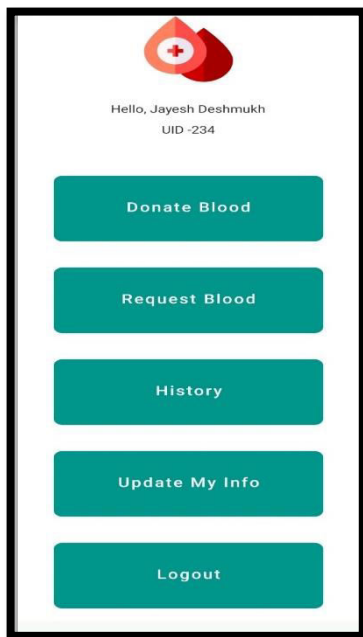 Hello, Jayesh Deshmukh
UID -234
Donate Blood
Request Blood
History
Update My Info
Logout